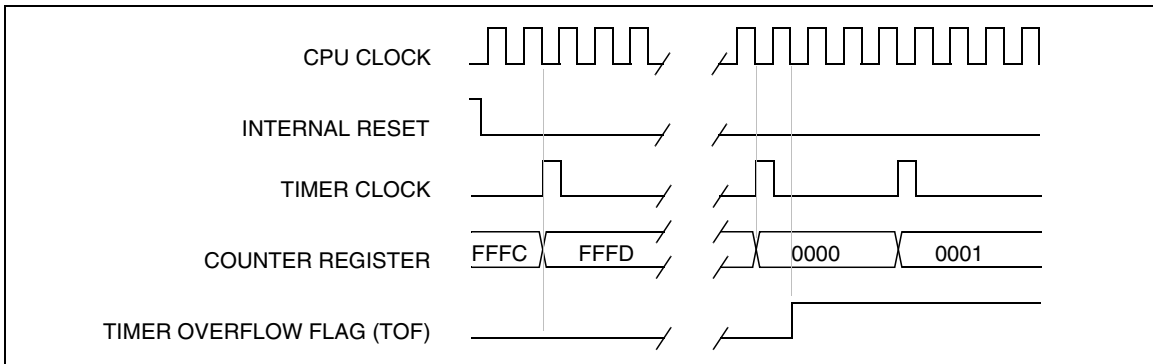 CPU CLOCK
INTERNAL RESET
TIMER CLOCK
COUNTER REGISTER FFFC FFFD 0000 0001
TIMER OVERFLOW FLAG (TOF)